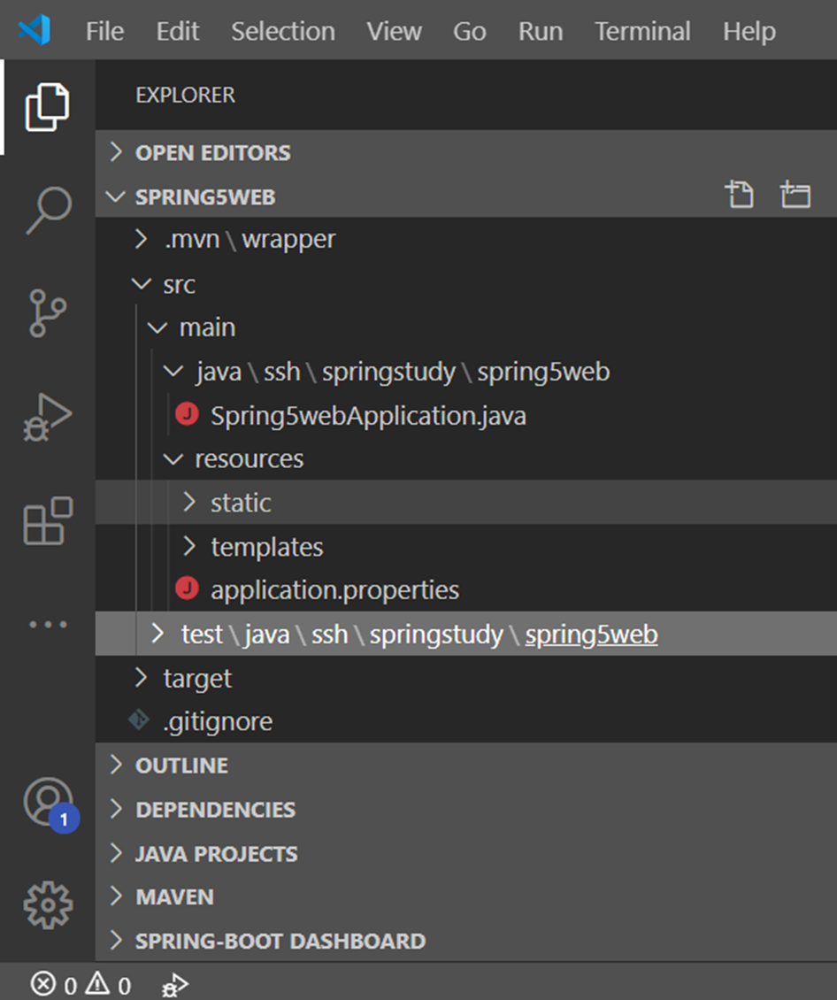 File Edit Selection View Go Run Terminal Help
EXPLORER
OPEN EDITORS
SPRING5WEB
.mvn \ wrapper
src
main
java \ ssh \ springstudy \ spring5web
J Spring5webApplication.java
resources
static
templates
J application.properties
test \ java \ ssh \ springstudy \ spring5web
target
.gitignore
OUTLINE
DEPENDENCIES
1
JAVA PROJECTS
MAVEN
SPRING-BOOT DASHBOARD
0 0